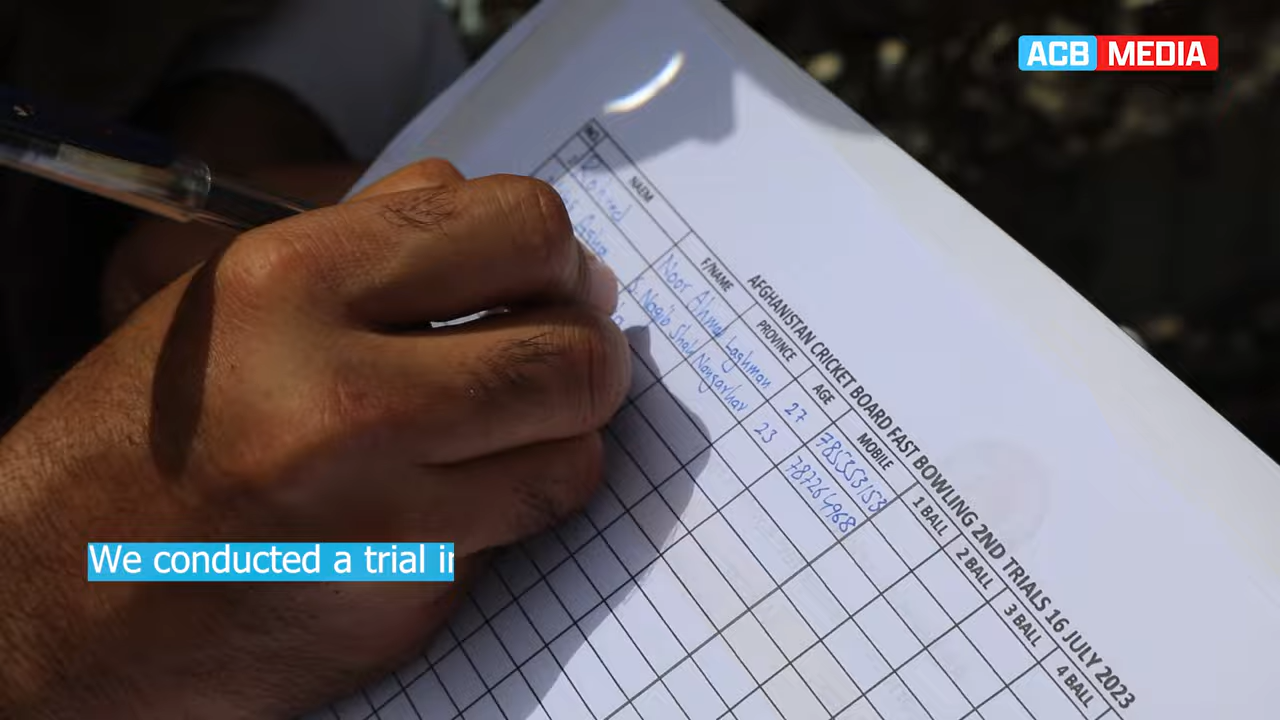 ACB MEDIA
AFGHANISTAN CRICKET BOARD FAST BOWLING 2ND TRIALS 16 JULY 2023
NO. NAEM F/NAME PROVINCE AGE MOBILE 1 BALL 2 BALL 3 BALL 4 BALL
Noor Ahmad Laghman 27 785553153
S. Naqib Shah Nangarhar 23 787264968
We conducted a trial in